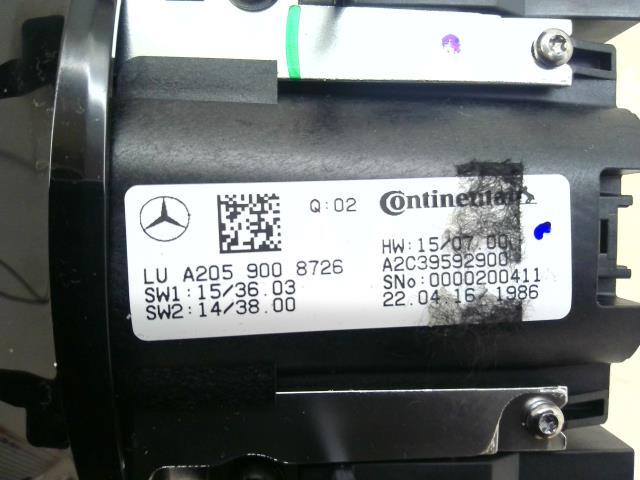 Q:02
Continental
HW:15/07.00
LU A205 900 8726
A2C39592900
SW1:15/36.03
SNo:0000200411
SW2:14/38.00
22.04.16/1986